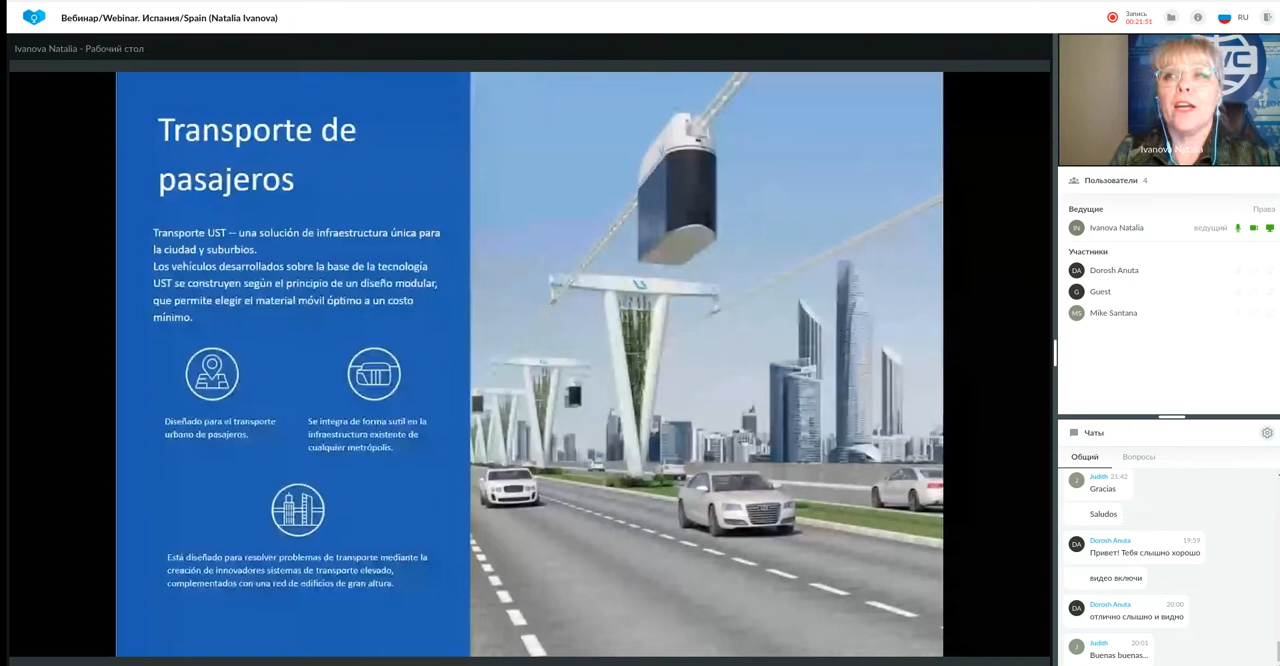 Вебинар/Webinar. Испания/Spain (Natalia Ivanova)
Запись
00:21:51
RU
Ivanova Natalia - Рабочий стол
Transporte de
pasajeros
Transporte UST -- una solución de infraestructura única para
la ciudad y suburbios.
Los vehículos desarrollados sobre la base de la tecnología
UST se construyen según el principio de un diseño modular,
que permite elegir el material móvil óptimo a un costo
mínimo.
Diseñado para el transporte
urbano de pasajeros.
Se integra de forma sutil en la
infraestructura existente de
cualquier metrópolis.
Está diseñado para resolver problemas de transporte mediante la
creación de innovadores sistemas de transporte elevado,
complementados con una red de edificios de gran altura.
Ivanova Natalia
Пользователи 4
Ведущие Права
IN Ivanova Natalia ведущий
Участники
DA Dorosh Anuta
G Guest
MS Mike Santana
Чаты
Общий Вопросы
J Judith 21:42
Gracias
Saludos
DA Dorosh Anuta 19:59
Привет! Тебя слышно хорошо
видео включи
DA Dorosh Anuta 20:00
отлично слышно и видно
J Judith 20:01
Buenas buenas...